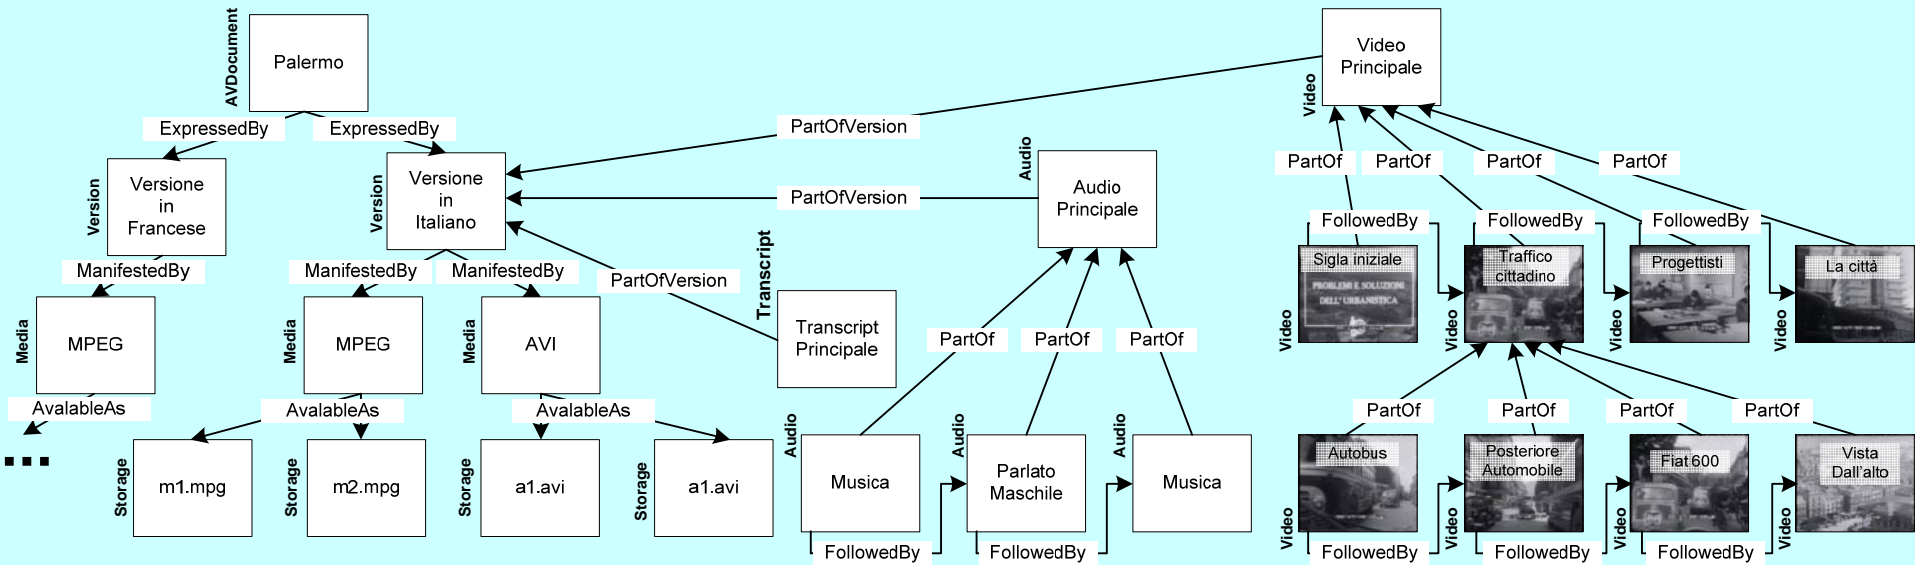 AVDocument
Palermo
ExpressedBy
ExpressedBy
Version
Versione
in
Francese
Version
Versione
in
Italiano
ManifestedBy
ManifestedBy
ManifestedBy
Media
MPEG
Media
MPEG
Media
AVI
AvalableAs
AvalableAs
AvalableAs
Storage
m1.mpg
Storage
m2.mpg
Storage
a1.avi
Storage
a1.avi
PartOfVersion
PartOfVersion
PartOfVersion
Transcript
Transcript
Principale
Audio
Audio
Principale
PartOf
PartOf
PartOf
Audio
Musica
Audio
Parlato
Maschile
Audio
Musica
FollowedBy
FollowedBy
Video
Video
Principale
PartOf
PartOf
PartOf
PartOf
FollowedBy
FollowedBy
FollowedBy
Video
Sigla iniziale
PROBLEMI E SOLUZIONI
DELL'URBANISTICA
Video
Traffico
cittadino
Video
Progettisti
Video
La città
PartOf
PartOf
PartOf
PartOf
Video
Autobus
Video
Posteriore
Automobile
Video
Fiat 600
Video
Vista
Dall'alto
FollowedBy
FollowedBy
FollowedBy